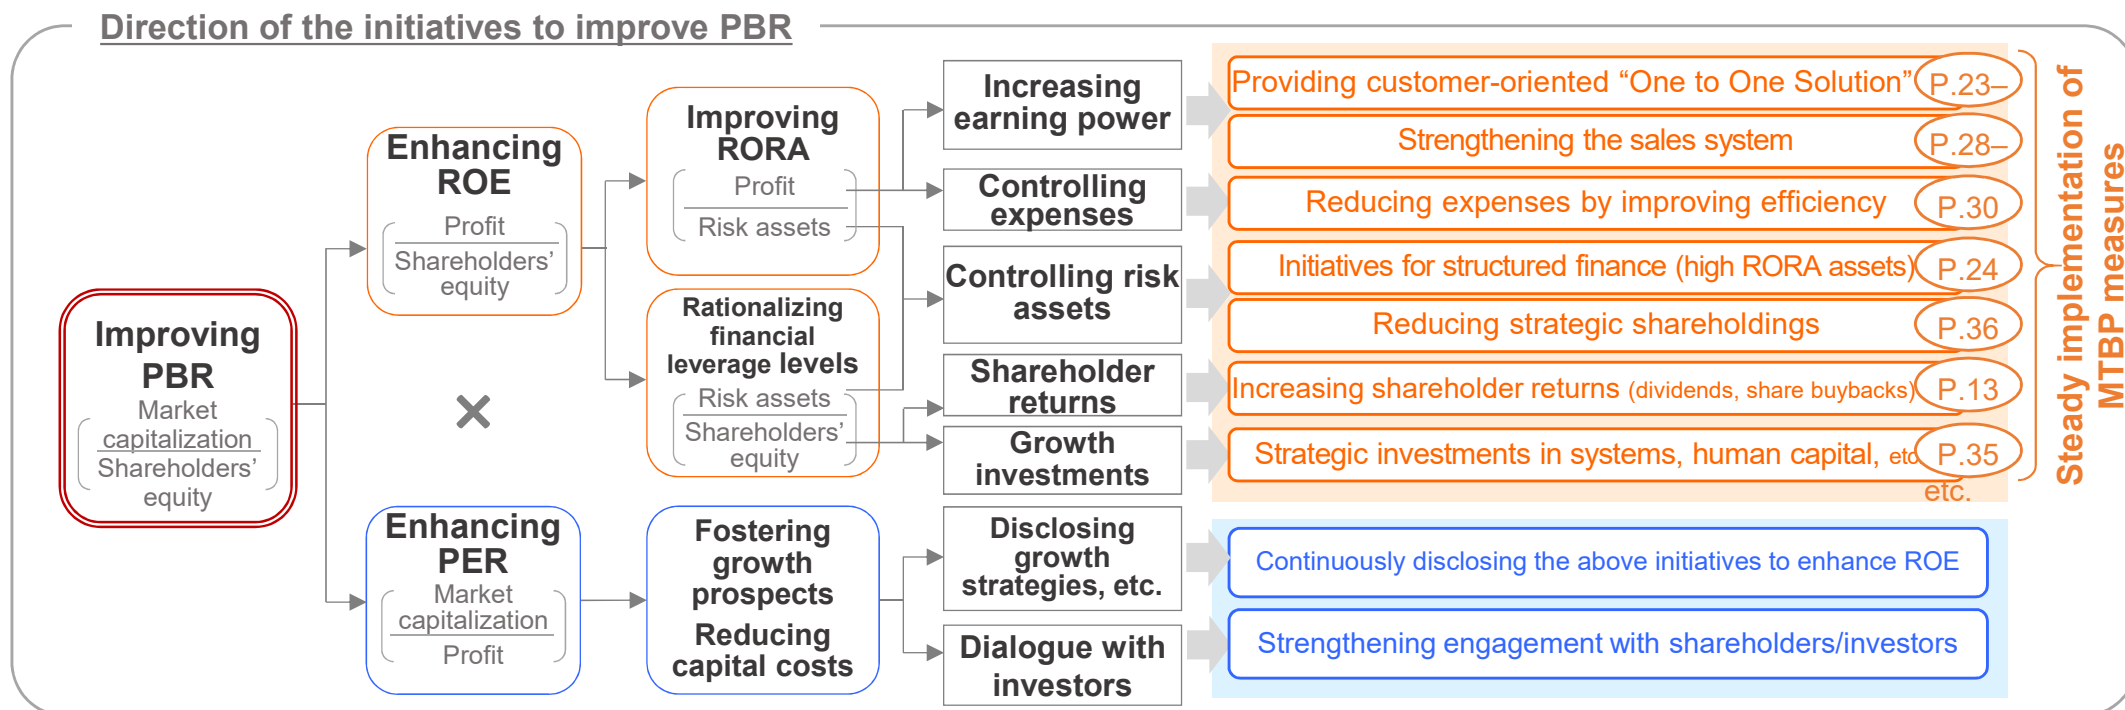 Direction of the initiatives to improve PBR
Improving
PBR
Market
capitalization
Shareholders’
equity
Enhancing
ROE
Profit
Shareholders’
equity
×
Enhancing
PER
Market
capitalization
Profit
Improving
RORA
Profit
Risk assets
Rationalizing
financial
leverage levels
Risk assets
Shareholders’
equity
Fostering
growth
prospects
Reducing
capital costs
Increasing
earning power
Controlling
expenses
Controlling risk
assets
Shareholder
returns
Growth
investments
Disclosing
growth
strategies, etc.
Dialogue with
investors
Providing customer-oriented “One to One Solution” P.23–
Strengthening the sales system P.28–
Reducing expenses by improving efficiency P.30
Initiatives for structured finance (high RORA assets) P.24
Reducing strategic shareholdings P.36
Increasing shareholder returns (dividends, share buybacks) P.13
Strategic investments in systems, human capital, etc P.35
etc.
Continuously disclosing the above initiatives to enhance ROE
Strengthening engagement with shareholders/investors
Steady implementation of
MTBP measures